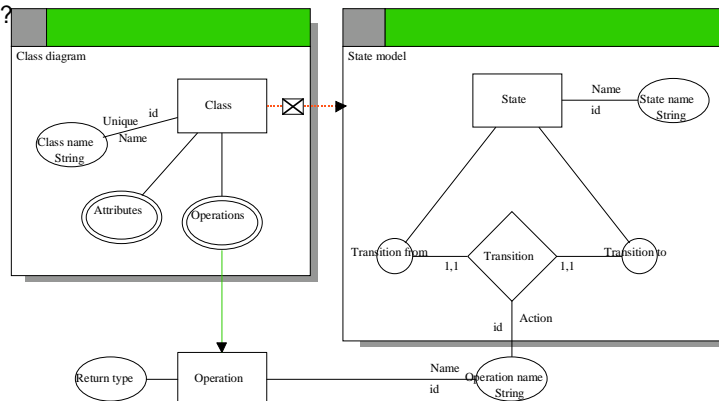 ?
Class diagram
State model
Class
id
Unique
Name
Class name
String
Attributes
Operations
State
Name
id
State name
String
Transition from
1,1
Transition
1,1
Transition to
id
Action
Return type
Operation
Name
id
Operation name
String